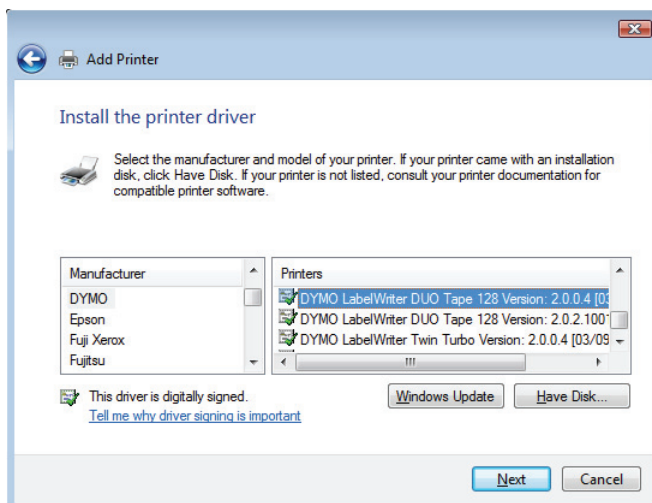 Add Printer
Install the printer driver
Select the manufacturer and model of your printer. If your printer came with an installation
disk, click Have Disk. If your printer is not listed, consult your printer documentation for
compatible printer software.
Manufacturer
DYMO
Epson
Fuji Xerox
Fujitsu
Printers
DYMO LabelWriter DUO Tape 128 Version: 2.0.0.4 [03
DYMO LabelWriter DUO Tape 128 Version: 2.0.2.1001
DYMO LabelWriter Twin Turbo Version: 2.0.0.4 [03/09
This driver is digitally signed.
Tell me why driver signing is important
Windows Update
Have Disk...
Next
Cancel